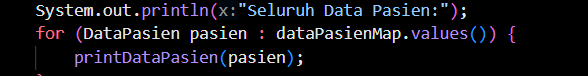 System.out.println(x:"Seluruh Data Pasien:");
for (DataPasien pasien : dataPasienMap.values()) {
printDataPasien(pasien);